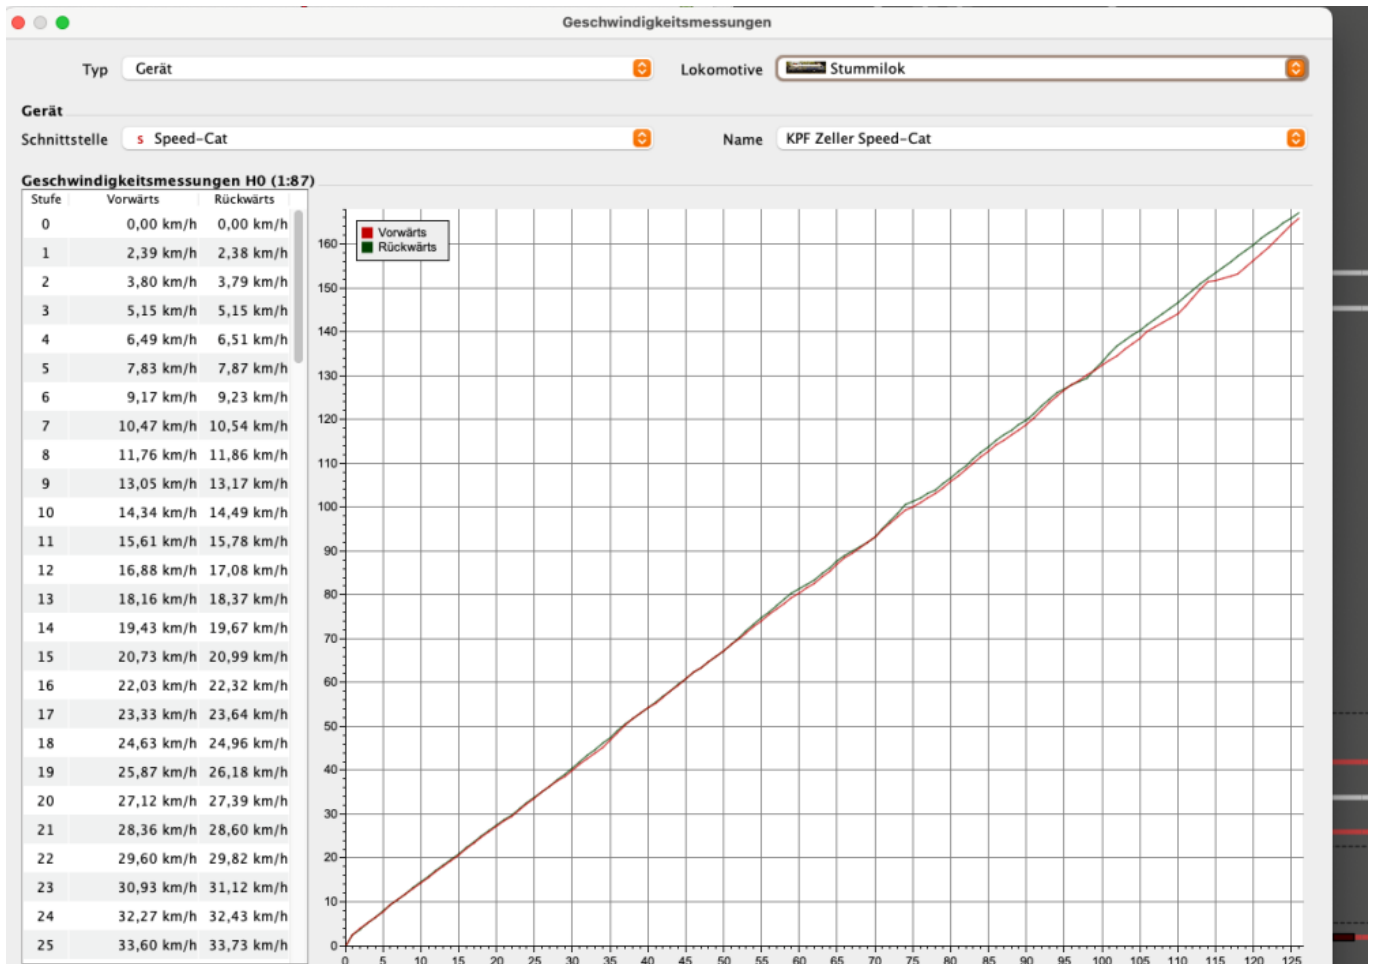 Geschwindigkeitsmessungen
Typ Gerät Lokomotive Stummilok
Gerät
Schnittstelle s Speed-Cat Name KPF Zeller Speed-Cat
Geschwindigkeitsmessungen H0 (1:87)
Stufe Vorwärts Rückwärts
0 0,00 km/h 0,00 km/h
1 2,39 km/h 2,38 km/h
2 3,80 km/h 3,79 km/h
3 5,15 km/h 5,15 km/h
4 6,49 km/h 6,51 km/h
5 7,83 km/h 7,87 km/h
6 9,17 km/h 9,23 km/h
7 10,47 km/h 10,54 km/h
8 11,76 km/h 11,86 km/h
9 13,05 km/h 13,17 km/h
10 14,34 km/h 14,49 km/h
11 15,61 km/h 15,78 km/h
12 16,88 km/h 17,08 km/h
13 18,16 km/h 18,37 km/h
14 19,43 km/h 19,67 km/h
15 20,73 km/h 20,99 km/h
16 22,03 km/h 22,32 km/h
17 23,33 km/h 23,64 km/h
18 24,63 km/h 24,96 km/h
19 25,87 km/h 26,18 km/h
20 27,12 km/h 27,39 km/h
21 28,36 km/h 28,60 km/h
22 29,60 km/h 29,82 km/h
23 30,93 km/h 31,12 km/h
24 32,27 km/h 32,43 km/h
25 33,60 km/h 33,73 km/h
Vorwärts
Rückwärts
160
150
140
130
120
110
100
90
80
70
60
50
40
30
20
10
0
0 5 10 15 20 25 30 35 40 45 50 55 60 65 70 75 80 85 90 95 100 105 110 115 120 125